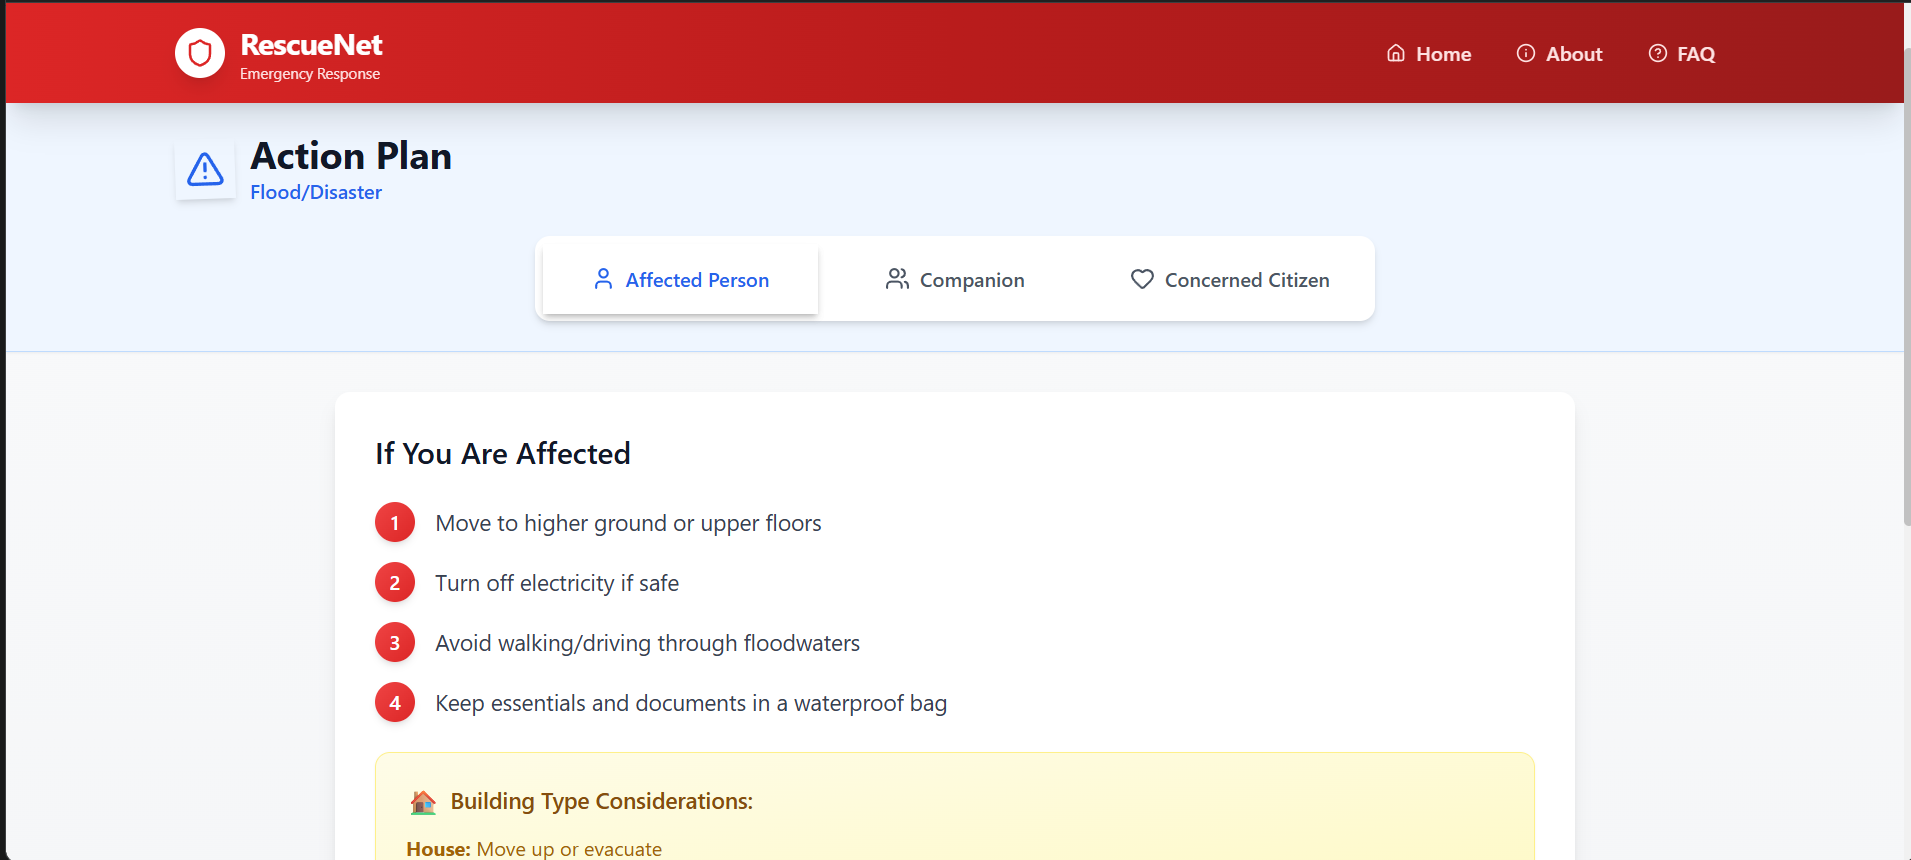 RescueNet
Emergency Response
Home
About
FAQ
Action Plan
Flood/Disaster
Affected Person
Companion
Concerned Citizen
If You Are Affected
1 Move to higher ground or upper floors
2 Turn off electricity if safe
3 Avoid walking/driving through floodwaters
4 Keep essentials and documents in a waterproof bag
Building Type Considerations:
House: Move up or evacuate